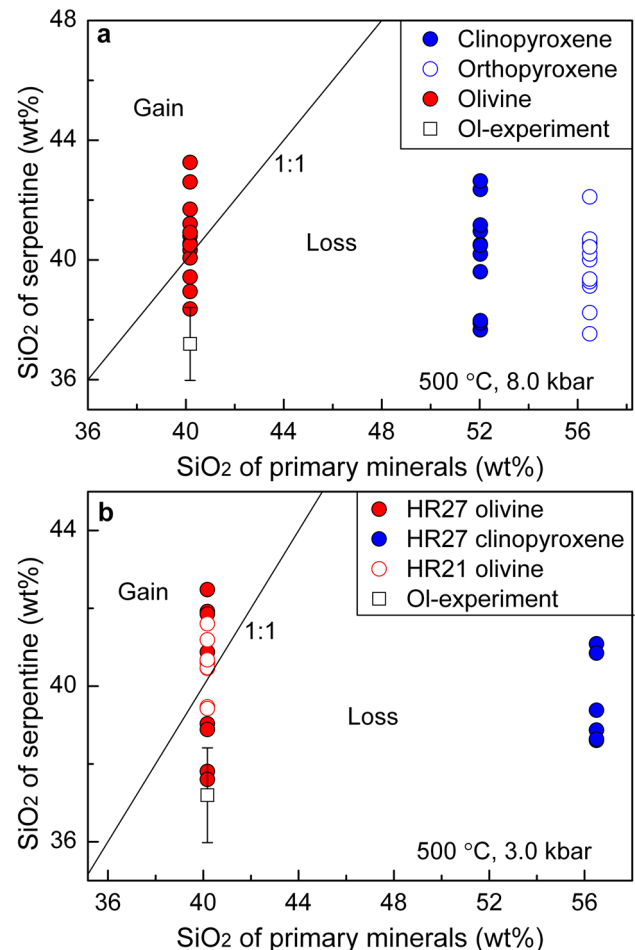 a
48
44
40
36
SiO2 of serpentine (wt%)
Clinopyroxene
Orthopyroxene
Olivine
Ol-experiment
Gain
1:1
Loss
500 °C, 8.0 kbar
36 40 44 48 52 56
SiO2 of primary minerals (wt%)
b
44
40
36
SiO2 of serpentine (wt%)
HR27 olivine
HR27 clinopyroxene
HR21 olivine
Ol-experiment
Gain
1:1
Loss
500 °C, 3.0 kbar
36 40 44 48 52 56
SiO2 of primary minerals (wt%)